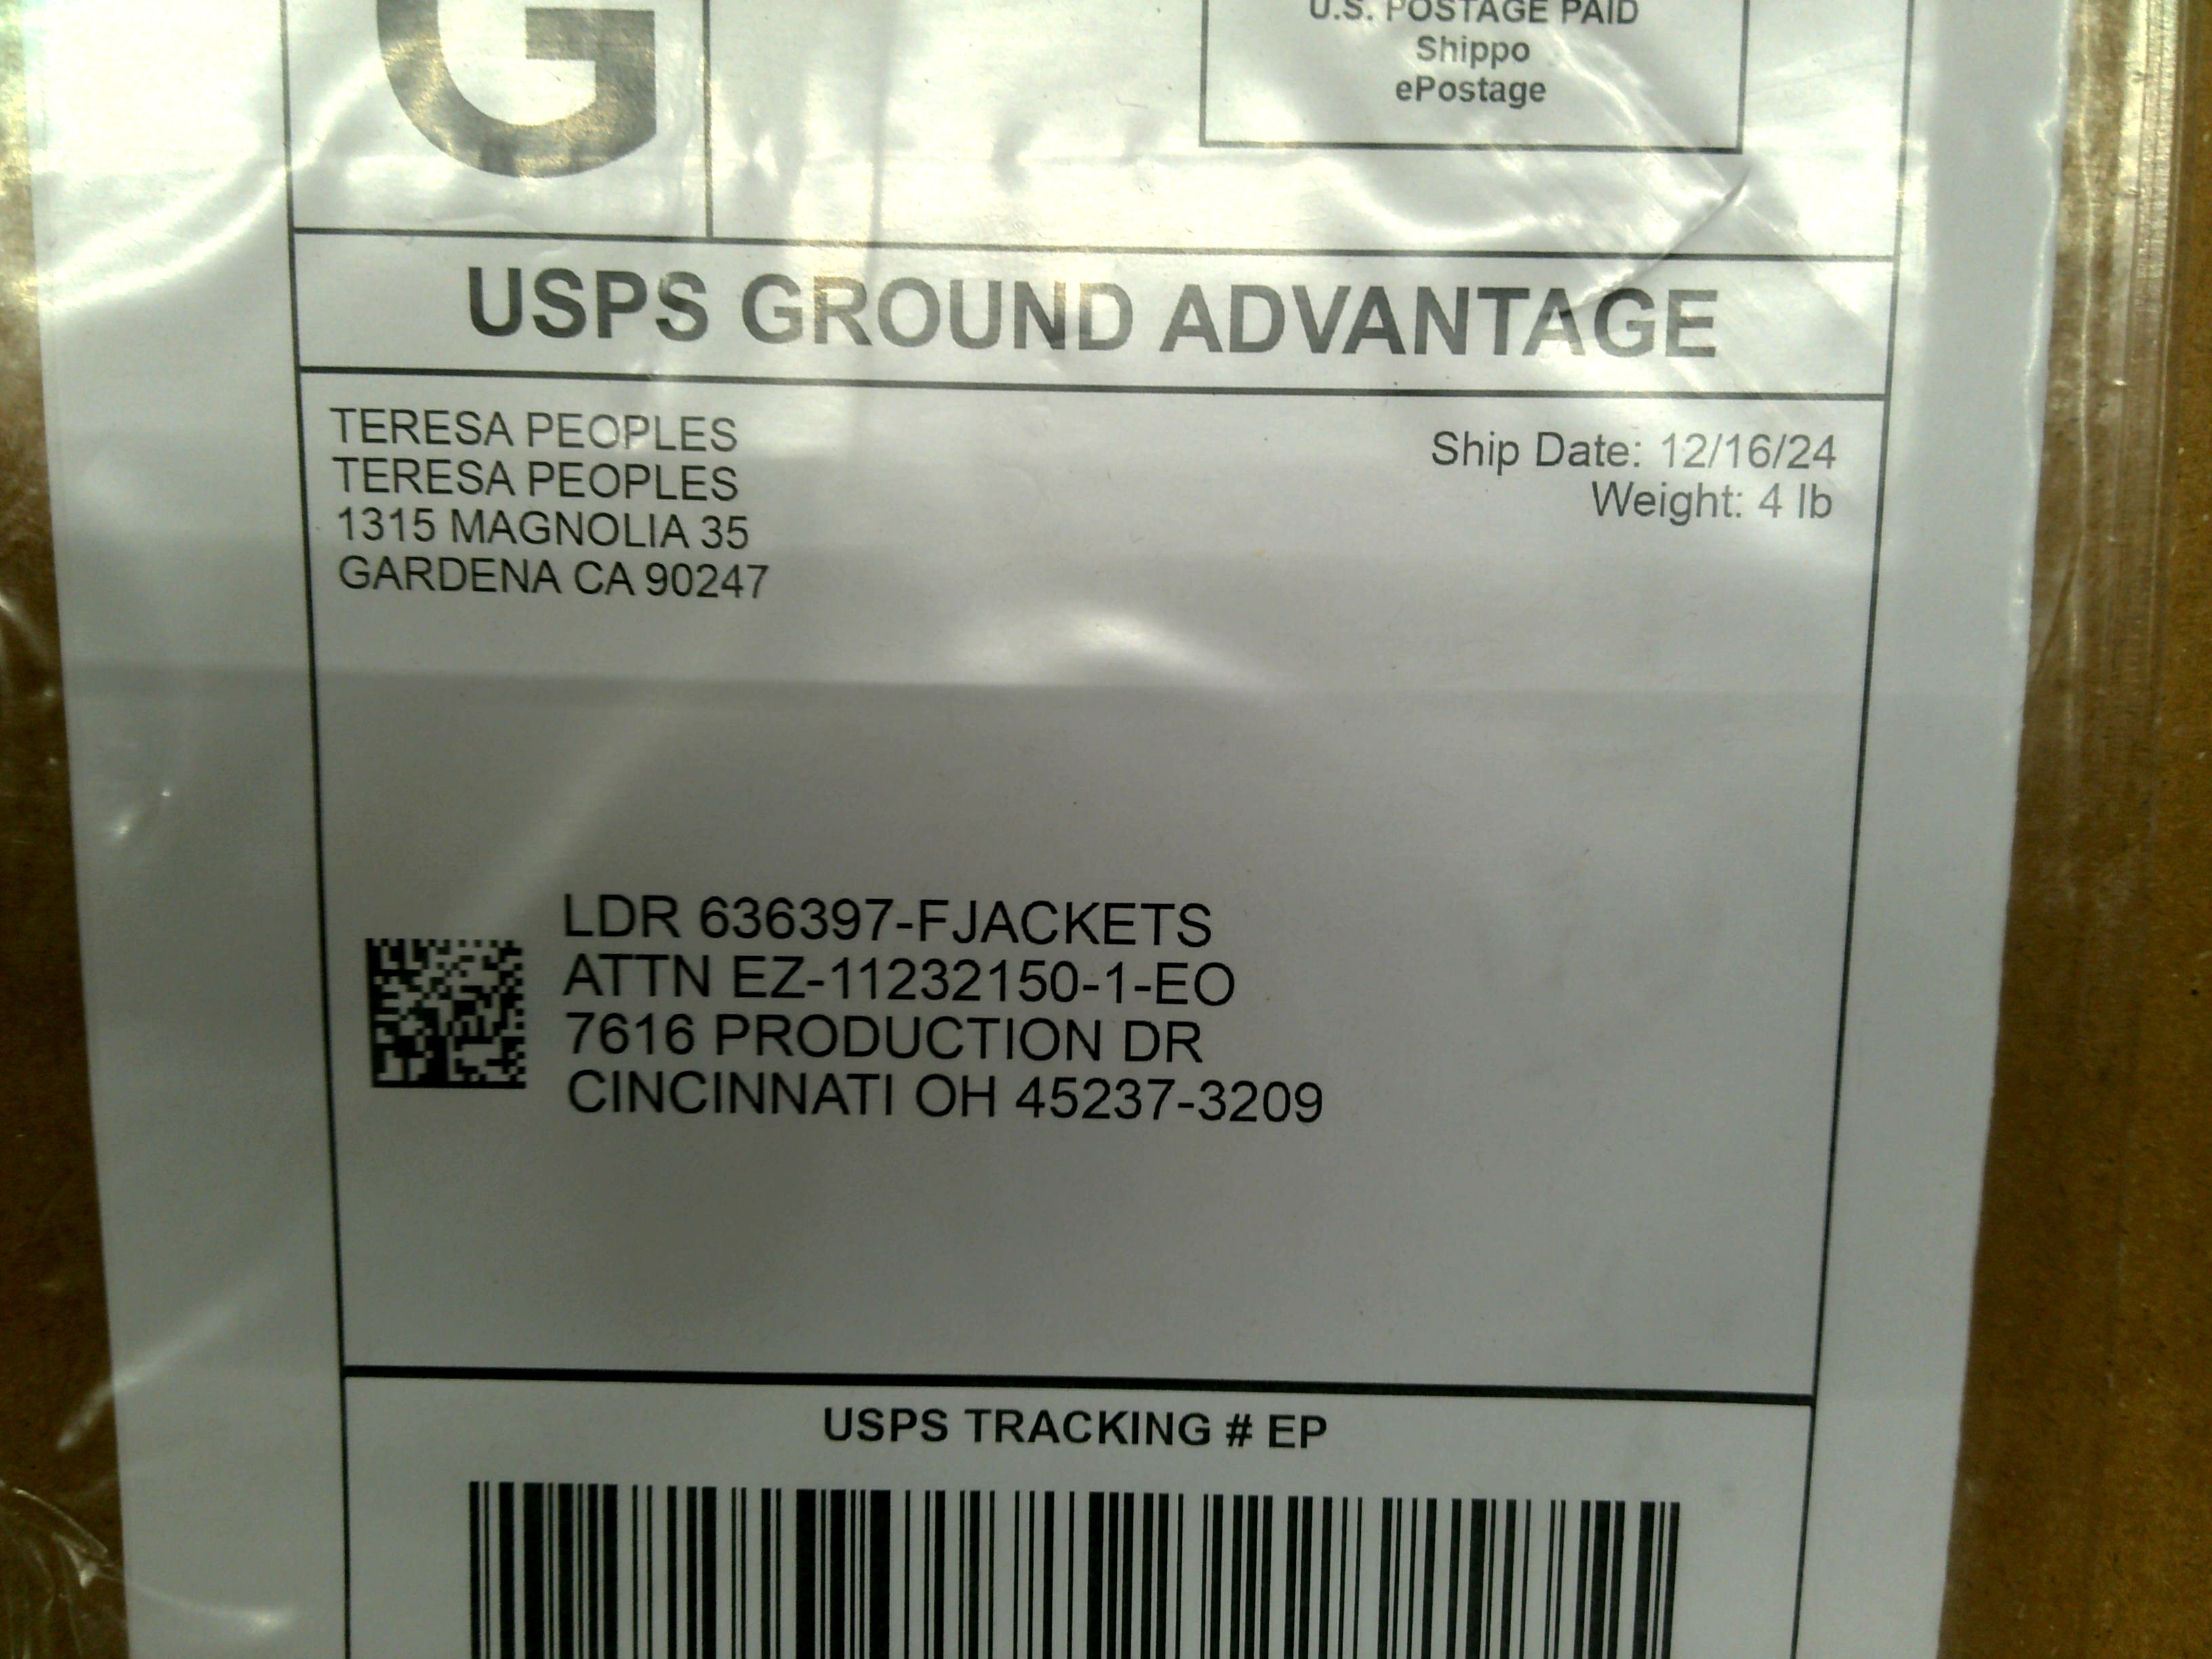 G
U.S. POSTAGE PAID
Shippo
ePostage
USPS GROUND ADVANTAGE
TERESA PEOPLES
TERESA PEOPLES
1315 MAGNOLIA 35
GARDENA CA 90247
Ship Date: 12/16/24
Weight: 4 lb
LDR 636397-FJACKETS
ATTN EZ-11232150-1-EO
7616 PRODUCTION DR
CINCINNATI OH 45237-3209
USPS TRACKING # EP